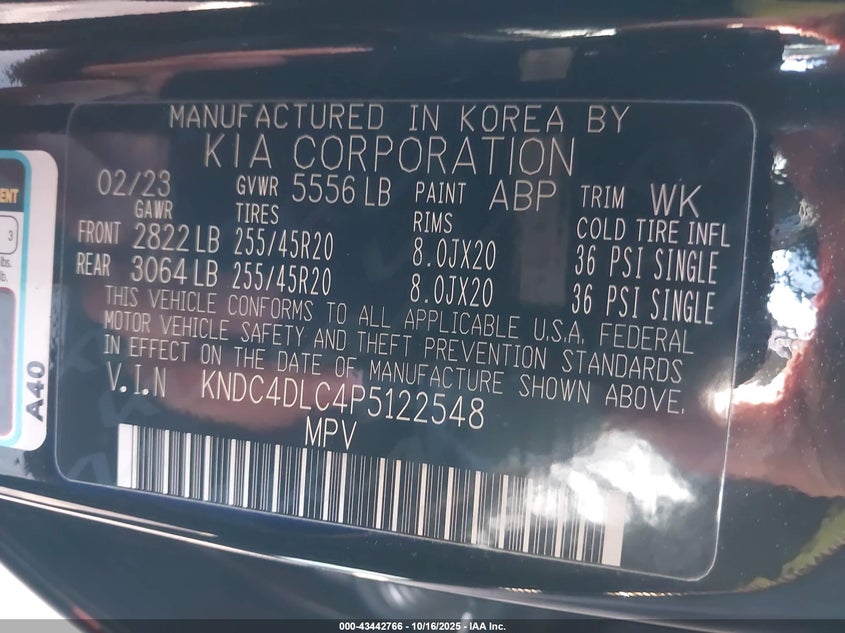 MANUFACTURED IN KOREA BY
KIA CORPORATION
02/23 GVWR 5556 LB PAINT ABP TRIM WK
GAWR TIRES RIMS COLD TIRE INFL
FRONT 2822 LB 255/45R20 8.0JX20 36 PSI SINGLE
REAR 3064 LB 255/45R20 8.0JX20 36 PSI SINGLE
THIS VEHICLE CONFORMS TO ALL APPLICABLE U.S.A. FEDERAL
MOTOR VEHICLE SAFETY AND THEFT PREVENTION STANDARDS
IN EFFECT ON THE DATE OF MANUFACTURE SHOWN ABOVE.
V.I.N KNDC4DLC4P5122548
MPV
3
lbs.
lb.
A40
000-43442766 - 10/16/2025 - IAA Inc.